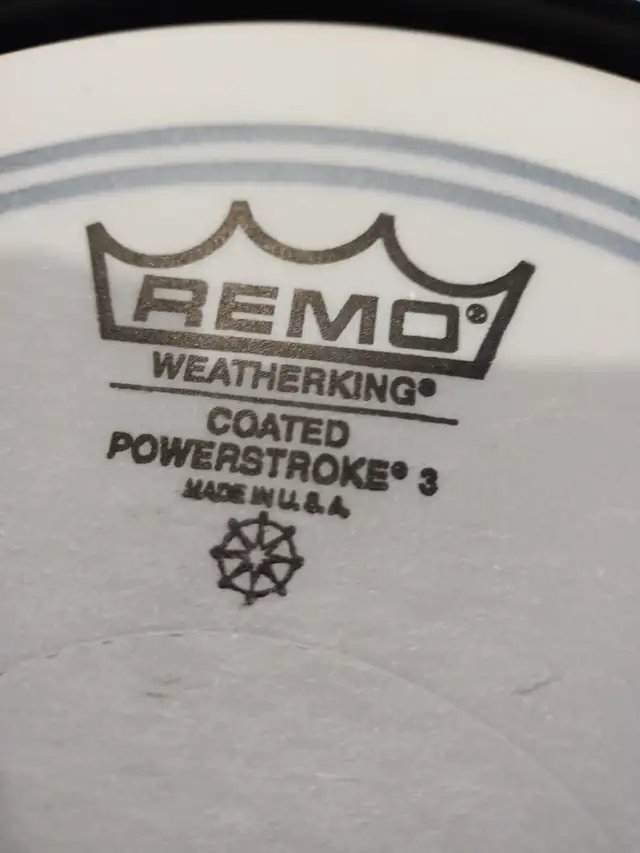 REMO®
WEATHERKING®
COATED
POWERSTROKE® 3
MADE IN U.S.A.